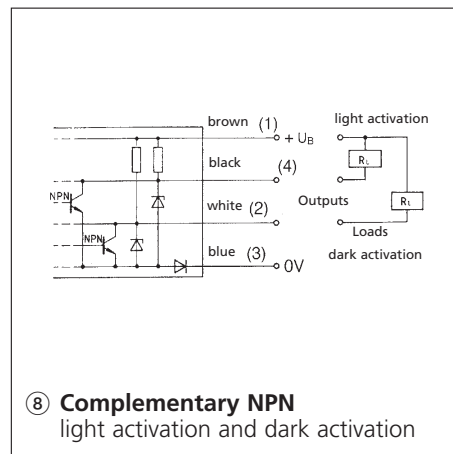 brown (1) light activation
+ U_B
R_L
black (4)
NPN Outputs R_L
white (2)
NPN Loads
blue (3) dark activation
0V
⑧ Complementary NPN
light activation and dark activation